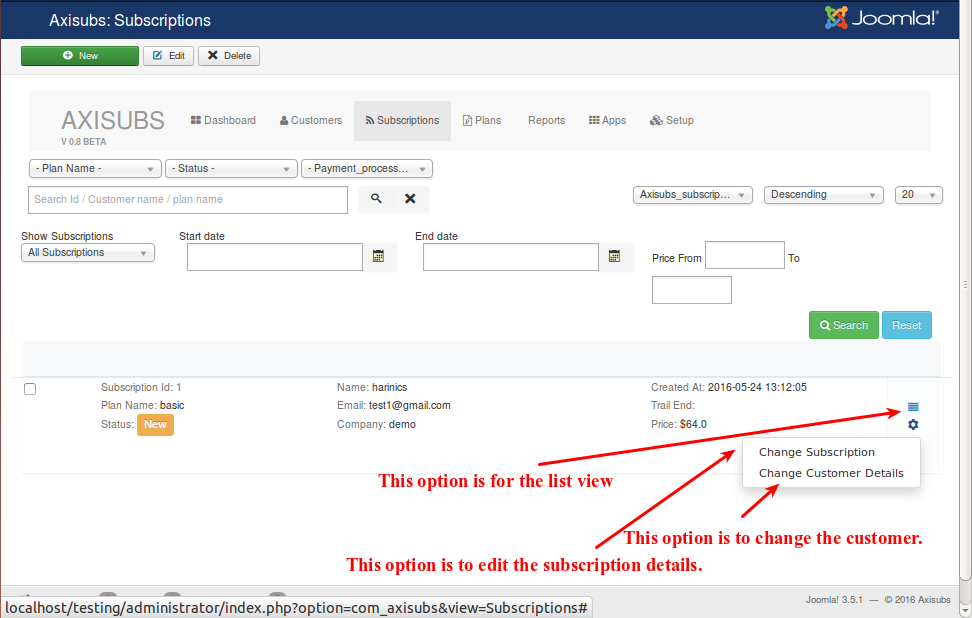 Axisubs: Subscriptions
Joomla!®
New Edit Delete
AXISUBS
V 0.8 BETA
Dashboard Customers Subscriptions Plans Reports Apps Setup
- Plan Name - - Status - - Payment_process...
Search Id / Customer name / plan name
Axisubs_subscrip... Descending 20
Show Subscriptions Start date End date
All Subscriptions
Price From To
Search Reset
Subscription Id: 1 Name: harinics Created At: 2016-05-24 13:12:05
Plan Name: basic Email: test1@gmail.com Trail End:
Status: New Company: demo Price: $64.0
Change Subscription
Change Customer Details
This option is for the list view
This option is to change the customer.
This option is to edit the subscription details.
localhost/testing/administrator/index.php?option=com_axisubs&view=Subscriptions#
Joomla! 3.5.1 — © 2016 Axisubs